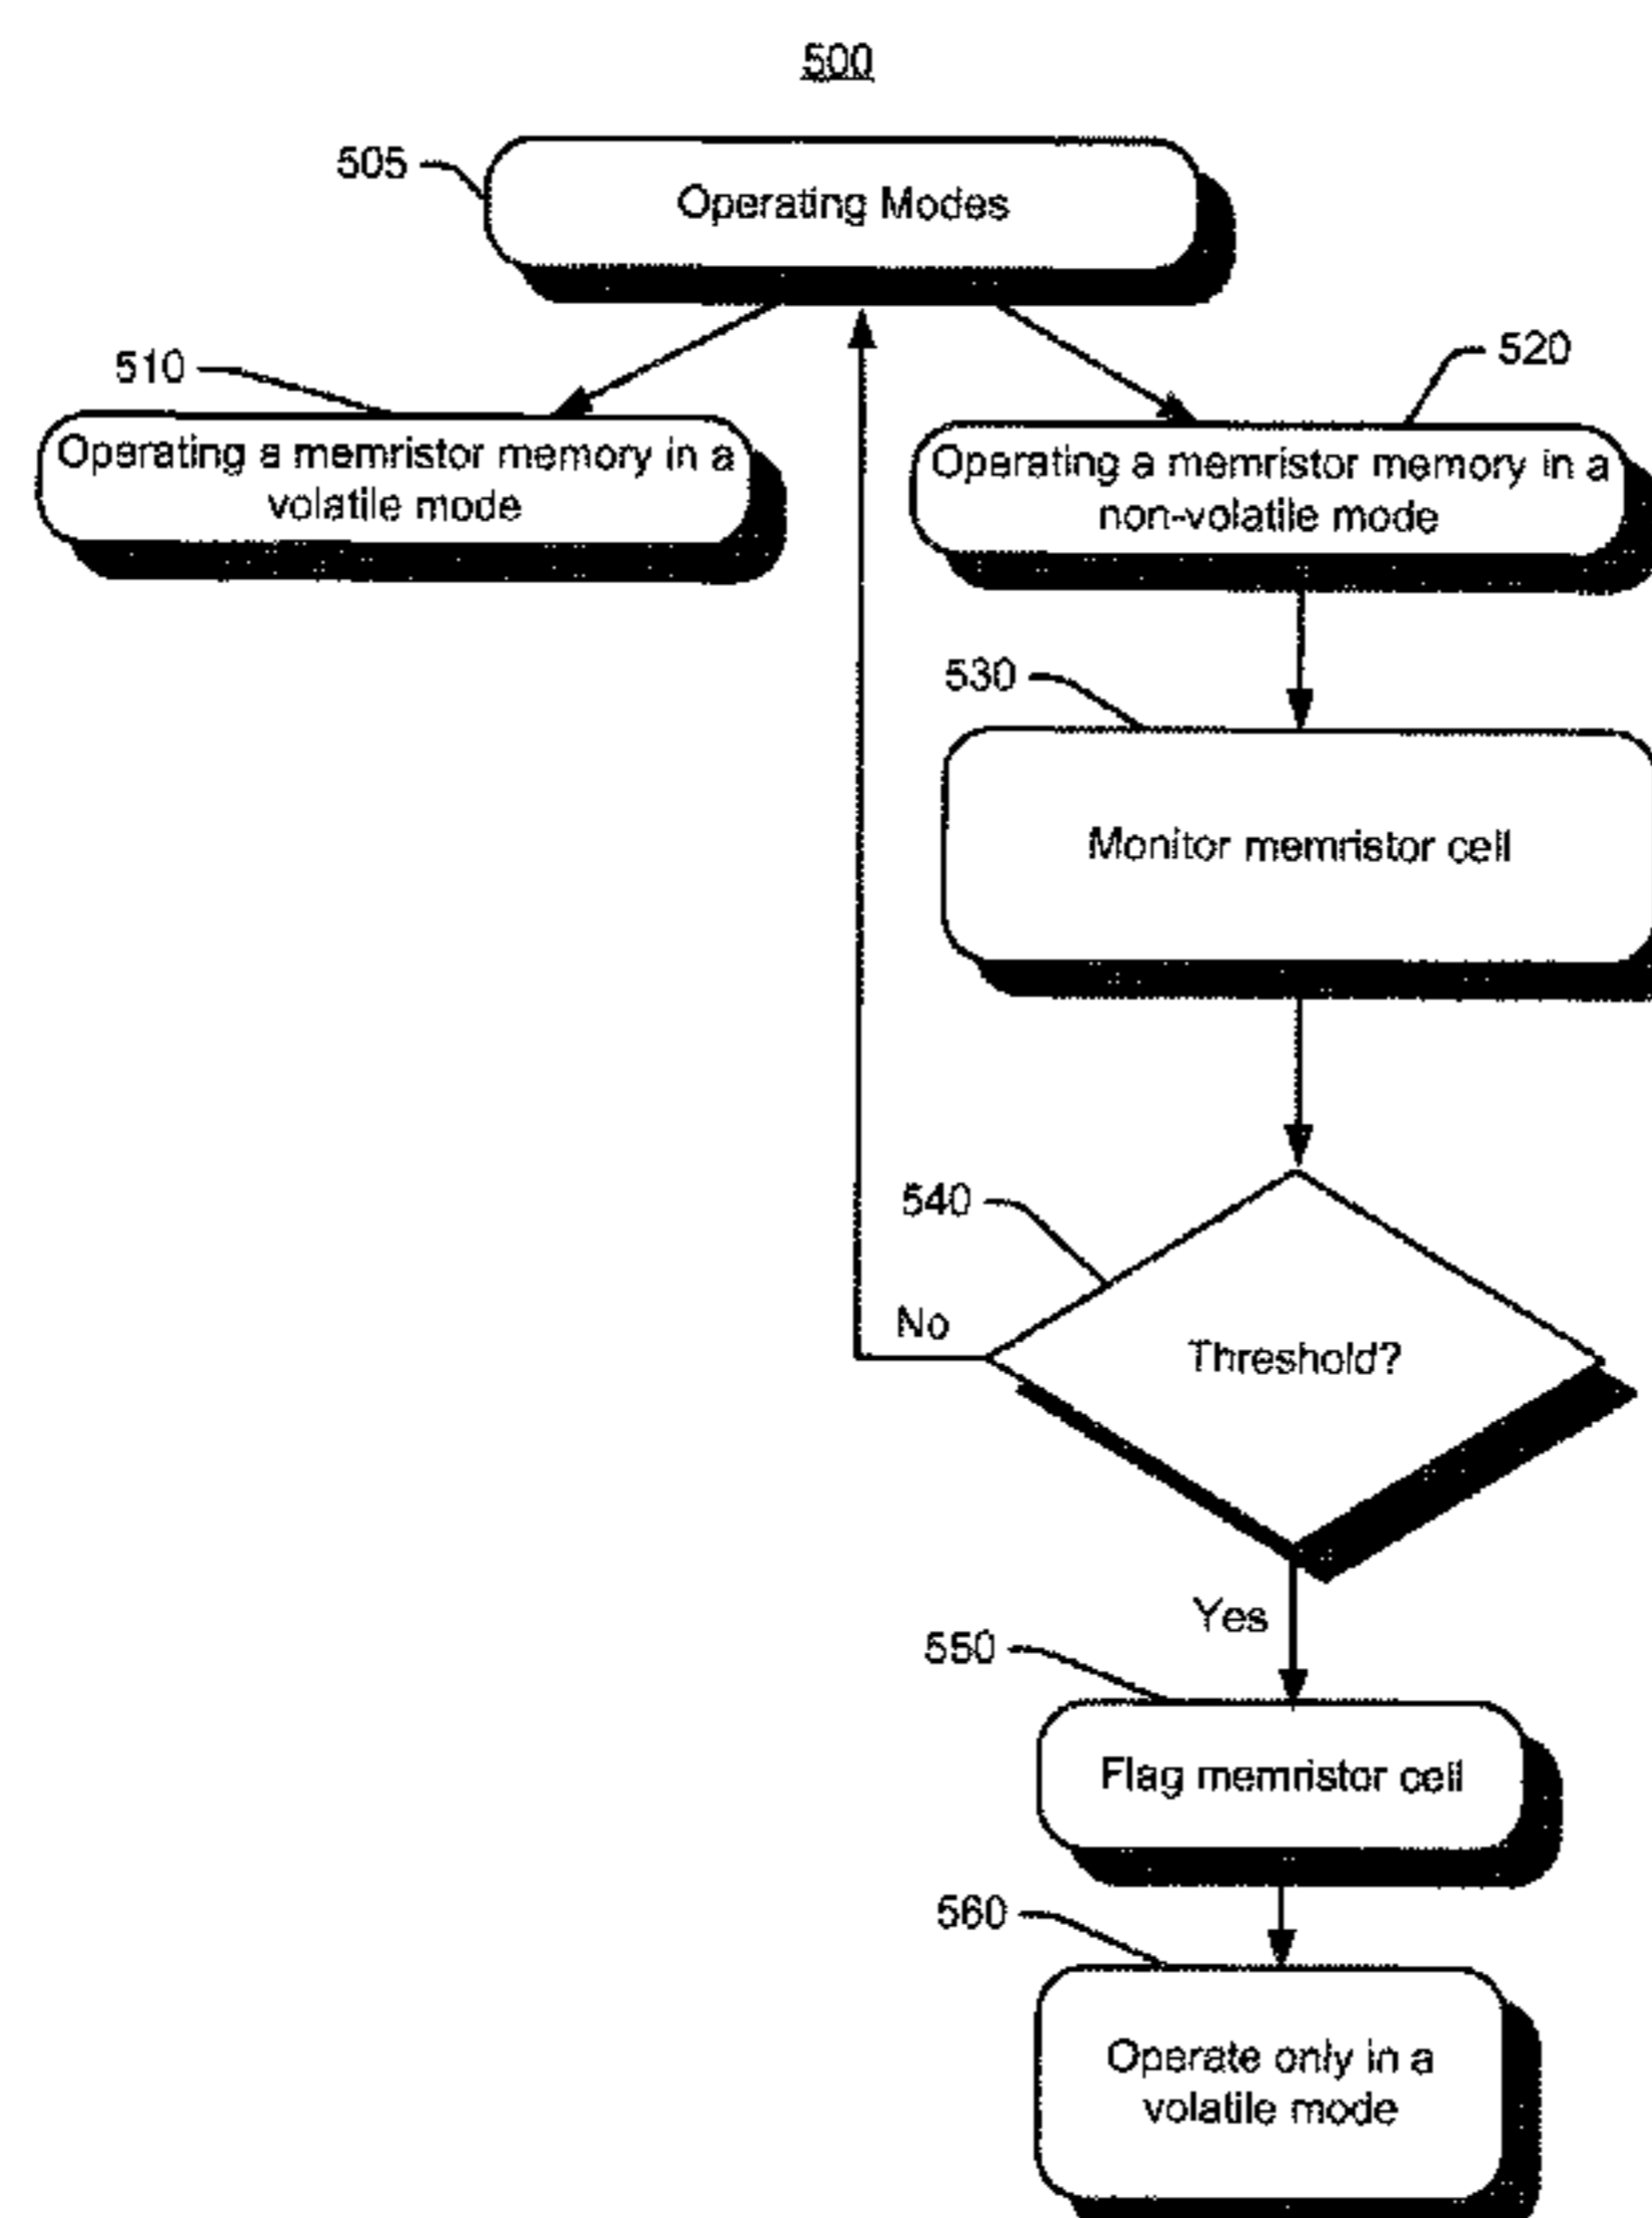 500
505
Operating Modes
510
520
Operating a memristor memory in a
volatile mode
Operating a memristor memory in a
non-volatile mode
530
Monitor memristor cell
540
No
Threshold?
Yes
550
Flag memristor cell
560
Operate only in a
volatile mode